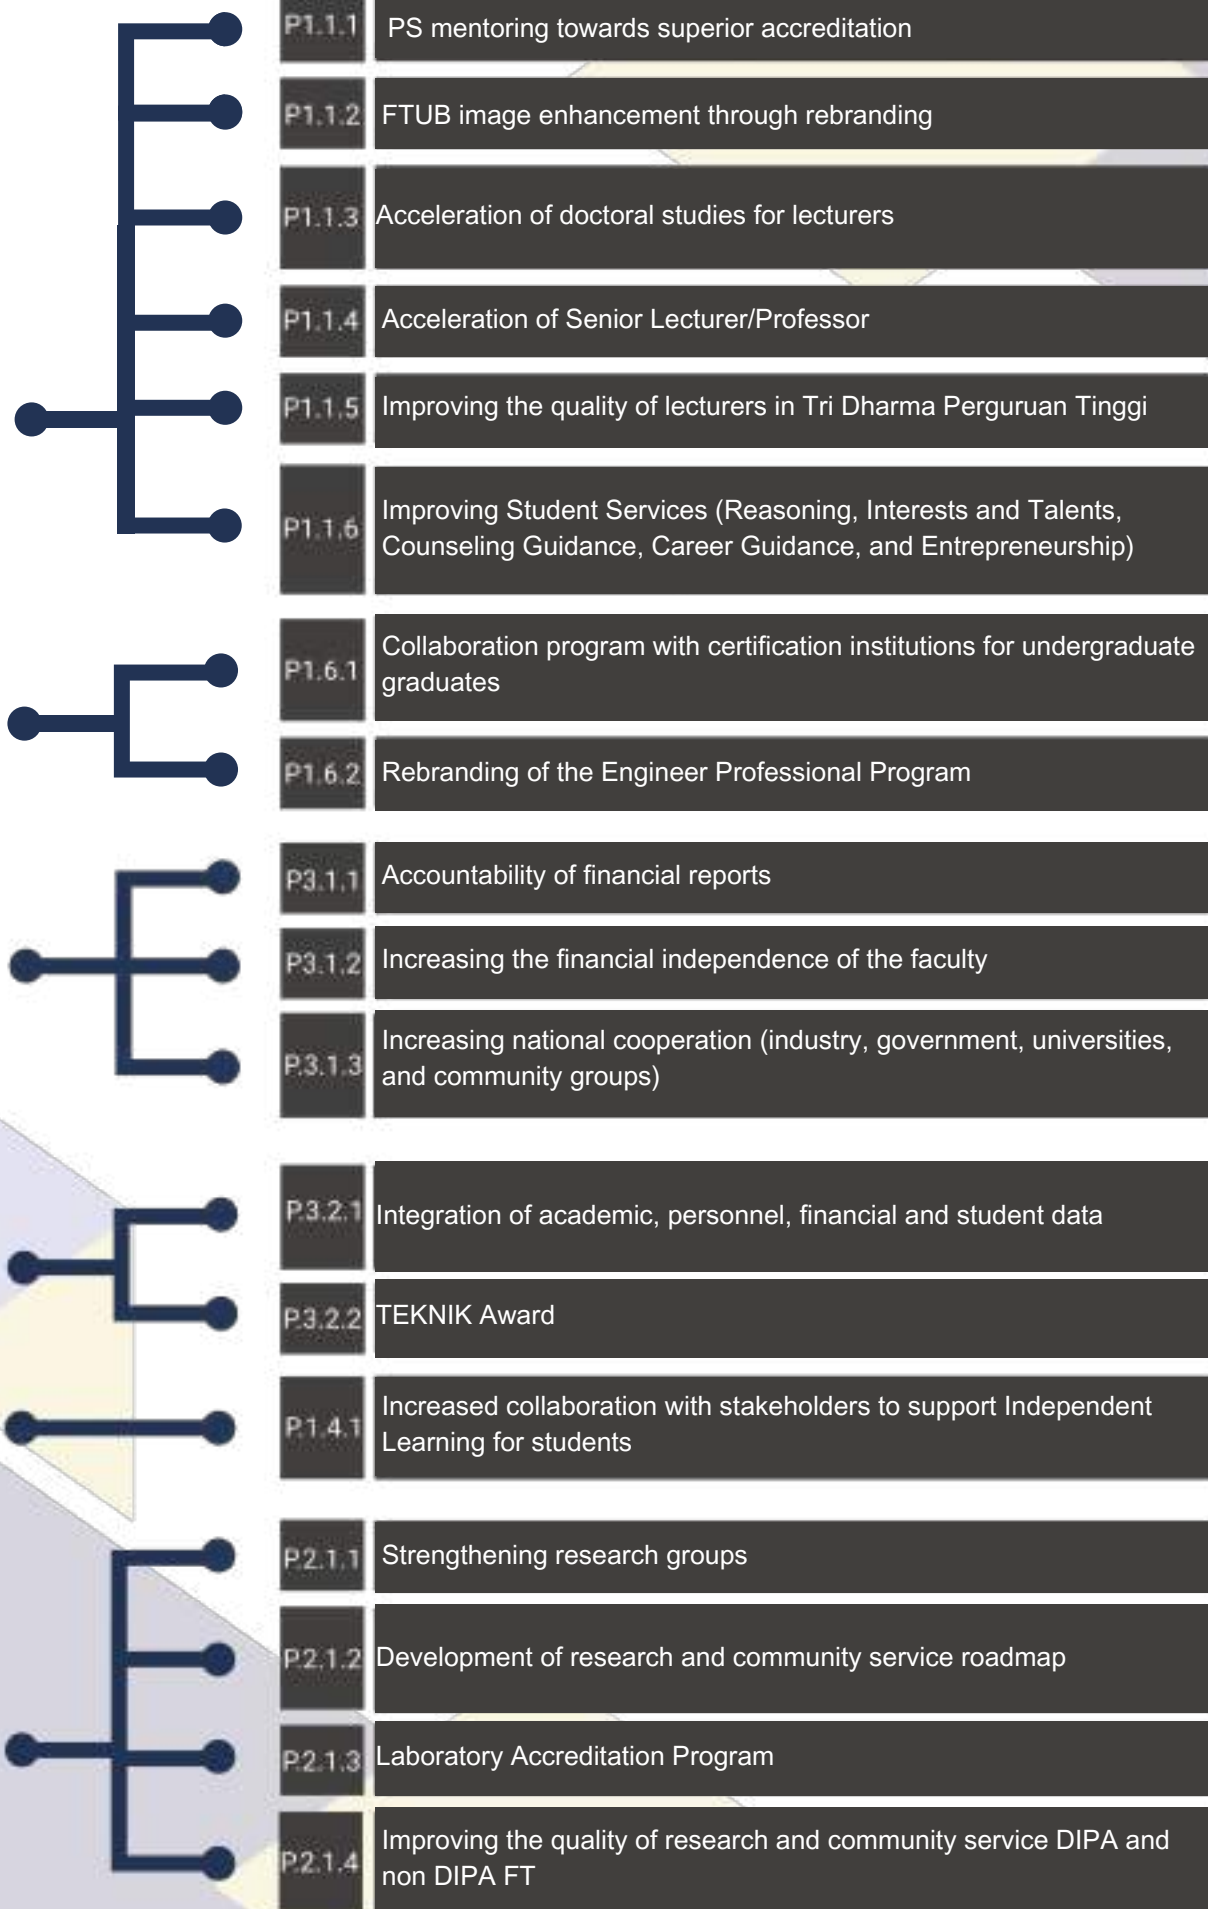 P1.1.1 PS mentoring towards superior accreditation
P1.1.2 FTUB image enhancement through rebranding
P1.1.3 Acceleration of doctoral studies for lecturers
P1.1.4 Acceleration of Senior Lecturer/Professor
P1.1.5 Improving the quality of lecturers in Tri Dharma Perguruan Tinggi
P1.1.6 Improving Student Services (Reasoning, Interests and Talents,
Counseling Guidance, Career Guidance, and Entrepreneurship)
P1.6.1 Collaboration program with certification institutions for undergraduate
graduates
P1.6.2 Rebranding of the Engineer Professional Program
P3.1.1 Accountability of financial reports
P3.1.2 Increasing the financial independence of the faculty
P.3.1.3 Increasing national cooperation (industry, government, universities,
and community groups)
P.3.2.1 Integration of academic, personnel, financial and student data
P.3.2.2 TEKNIK Award
P.1.4.1 Increased collaboration with stakeholders to support Independent
Learning for students
P.2.1.1 Strengthening research groups
P.2.1.2 Development of research and community service roadmap
P.2.1.3 Laboratory Accreditation Program
P.2.1.4 Improving the quality of research and community service DIPA and
non DIPA FT